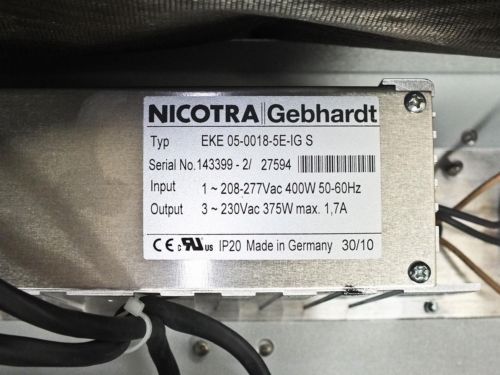 NICOTRA Gebhardt
Typ EKE 05-0018-5E-IG S
Serial No.143399 - 2/ 27594
Input 1 ~ 208-277Vac 400W 50-60Hz
Output 3 ~ 230Vac 375W max. 1,7A
CE c UR us IP20 Made in Germany 30/10